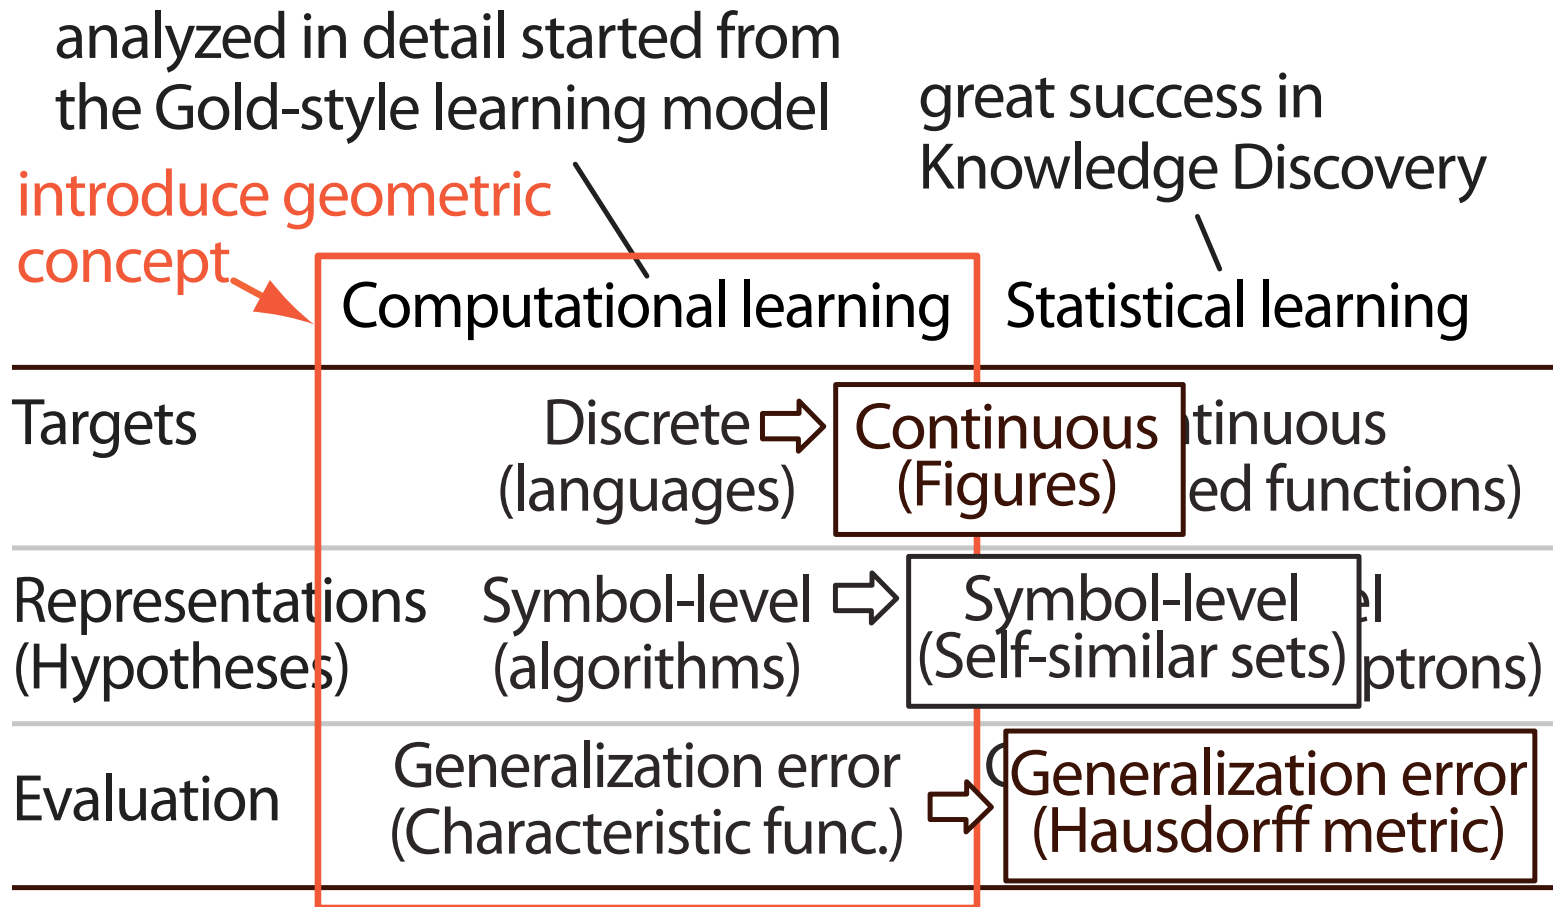 analyzed in detail started from
the Gold-style learning model
great success in
Knowledge Discovery
introduce geometric
concept
Computational learning
Statistical learning
Targets
Discrete
(languages)
Continuous
(Figures)
tinuous
ed functions)
Representations
(Hypotheses)
Symbol-level
(algorithms)
Symbol-level
(Self-similar sets)
el
ptrons)
Evaluation
Generalization error
(Characteristic func.)
Generalization error
(Hausdorff metric)